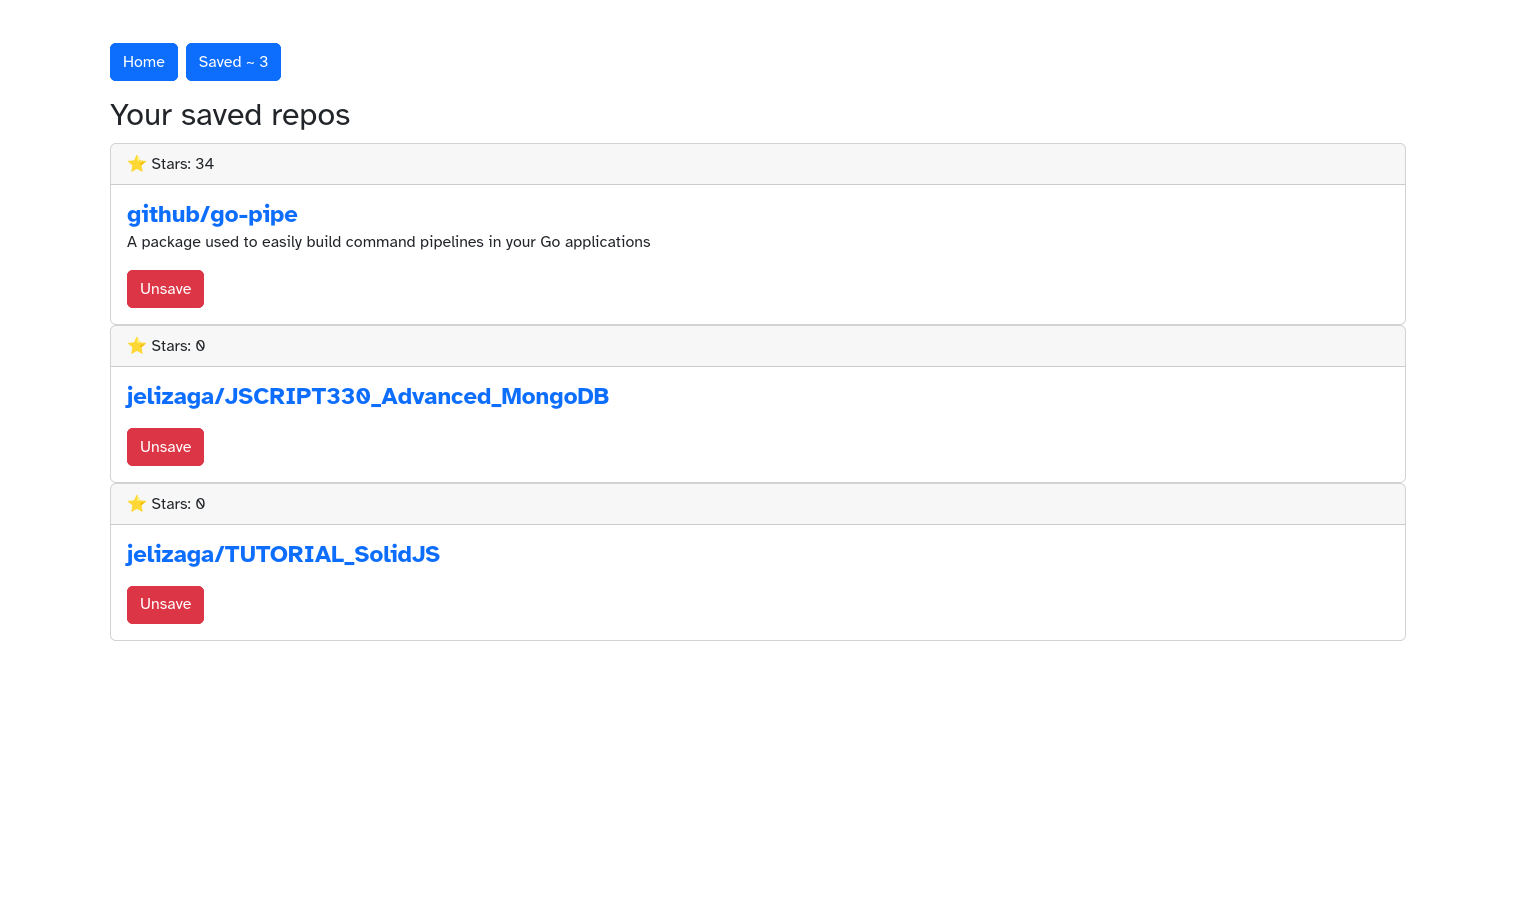 Home Saved ~ 3
Your saved repos
⭐ Stars: 34
github/go-pipe
A package used to easily build command pipelines in your Go applications
Unsave
⭐ Stars: 0
jelizaga/JSCRIPT330_Advanced_MongoDB
Unsave
⭐ Stars: 0
jelizaga/TUTORIAL_SolidJS
Unsave